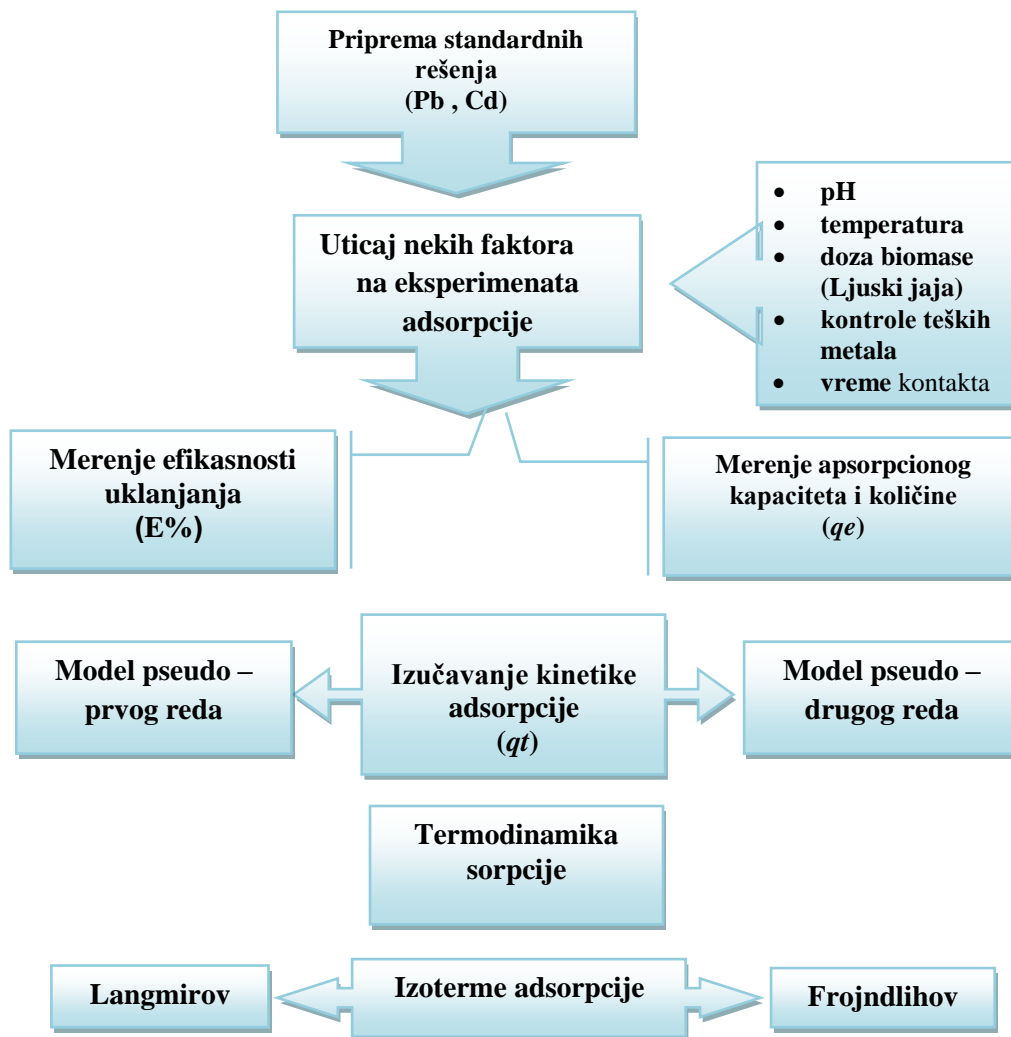 Priprema standardnih
rešenja
(Pb , Cd)
Uticaj nekih faktora
na eksperimenata
adsorpcije
• pH
• temperatura
• doza biomase
(Ljuski jaja)
• kontrole teških
metala
• vreme kontakta
Merenje efikasnosti
uklanjanja
(E%)
Merenje apsorpcionog
kapaciteta i količine
(qe)
Model pseudo –
prvog reda
Izučavanje kinetike
adsorpcije
(qt)
Model pseudo –
drugog reda
Termodinamika
sorpcije
Langmirov
Izoterme adsorpcije
Frojndlihov